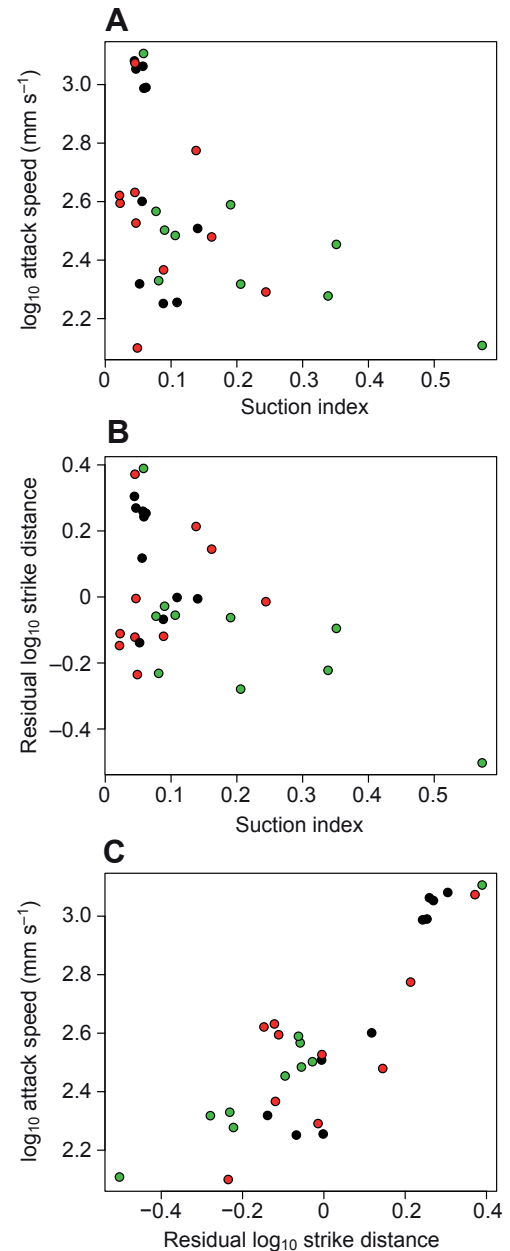 A
log10 attack speed (mm s–1)
3.0
2.8
2.6
2.4
2.2
0 0.1 0.2 0.3 0.4 0.5
Suction index
B
Residual log10 strike distance
0.4
0.2
0
–0.2
–0.4
0 0.1 0.2 0.3 0.4 0.5
Suction index
C
log10 attack speed (mm s–1)
3.0
2.8
2.6
2.4
2.2
–0.4 –0.2 0 0.2 0.4
Residual log10 strike distance